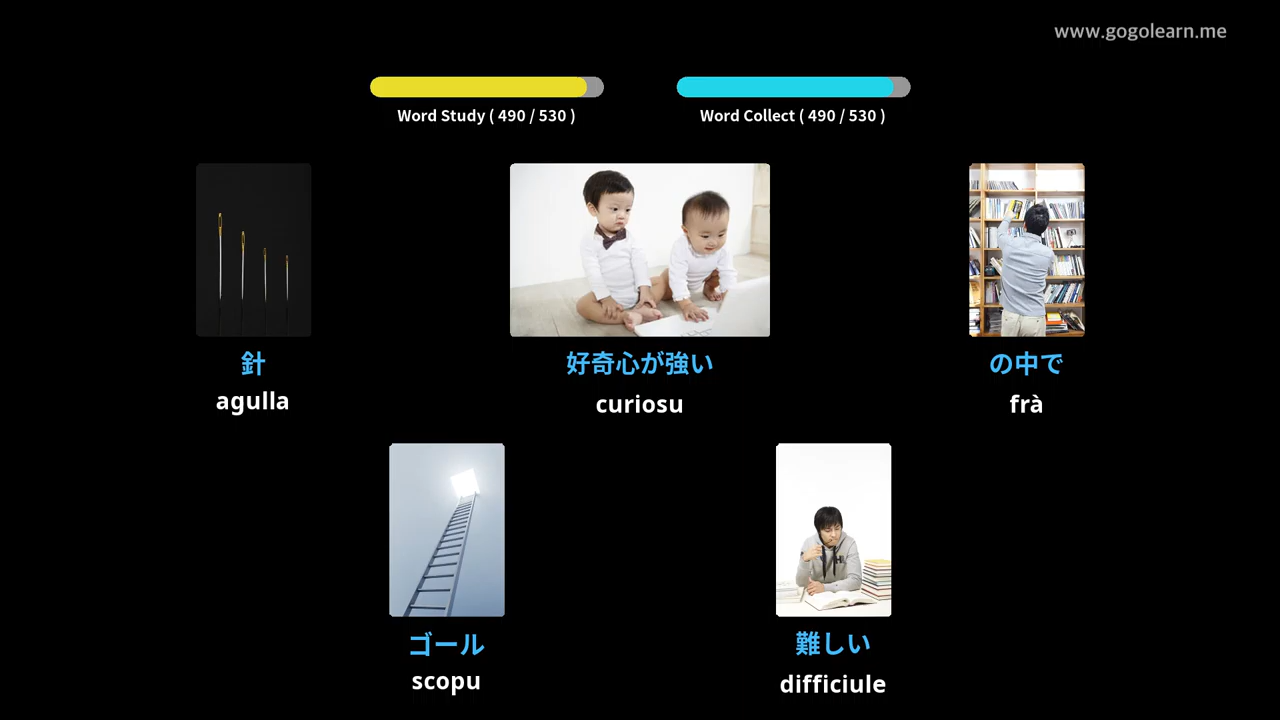 www.gogolearn.me
Word Study ( 490 / 530 )
Word Collect ( 490 / 530 )
針
agulla
好奇心が強い
curiosu
の中で
frà
ゴール
scopu
難しい
difficiule